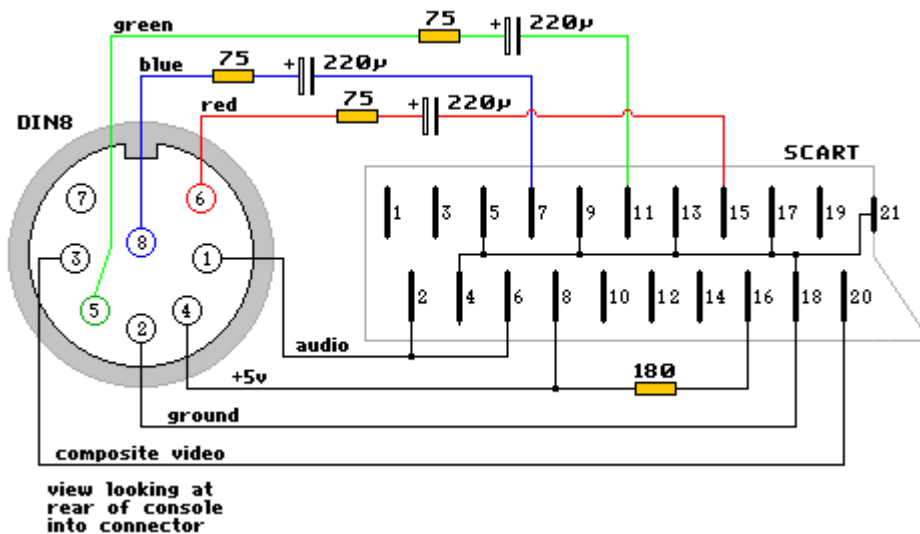 green
75
+
220µ
blue
75
+
220µ
red
75
+
220µ
DIN8
SCART
7
6
8
3
1
5
2
4
1
3
5
7
9
11
13
15
17
19
21
2
4
6
8
10
12
14
16
18
20
audio
+5v
180
ground
composite video
view looking at
rear of console
into connector